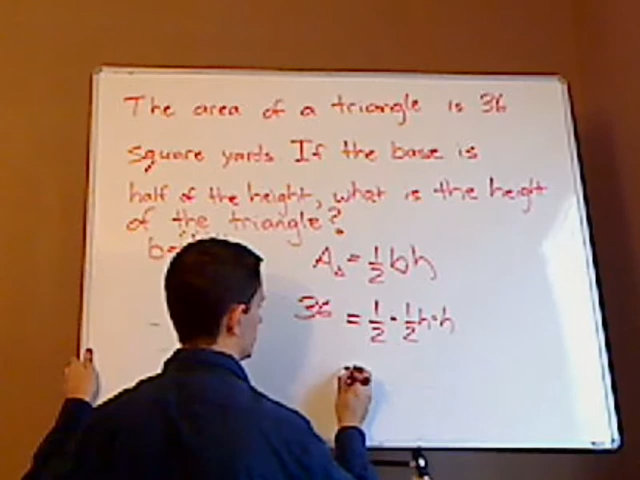 The area of a triangle is 36
square yards. If the base is
half of the height, what is the height
of the triangle?
b=
A△ = 1/2 bh
36 = 1/2 · 1/2 h · h